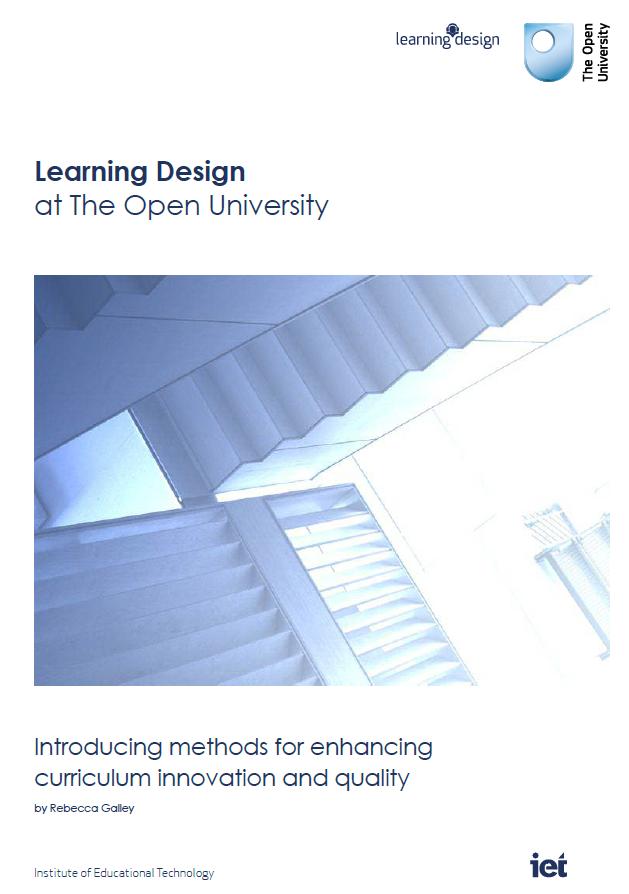 learning design
The Open
University
Learning Design
at The Open University
Introducing methods for enhancing
curriculum innovation and quality
by Rebecca Galley
Institute of Educational Technology
iet